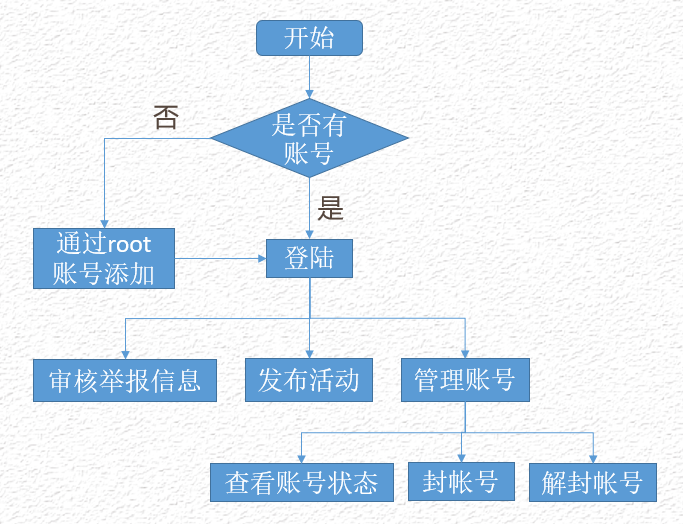 开始
是否有
账号
否
是
通过root
账号添加
登陆
审核举报信息
发布活动
管理账号
查看账号状态
封帐号
解封帐号